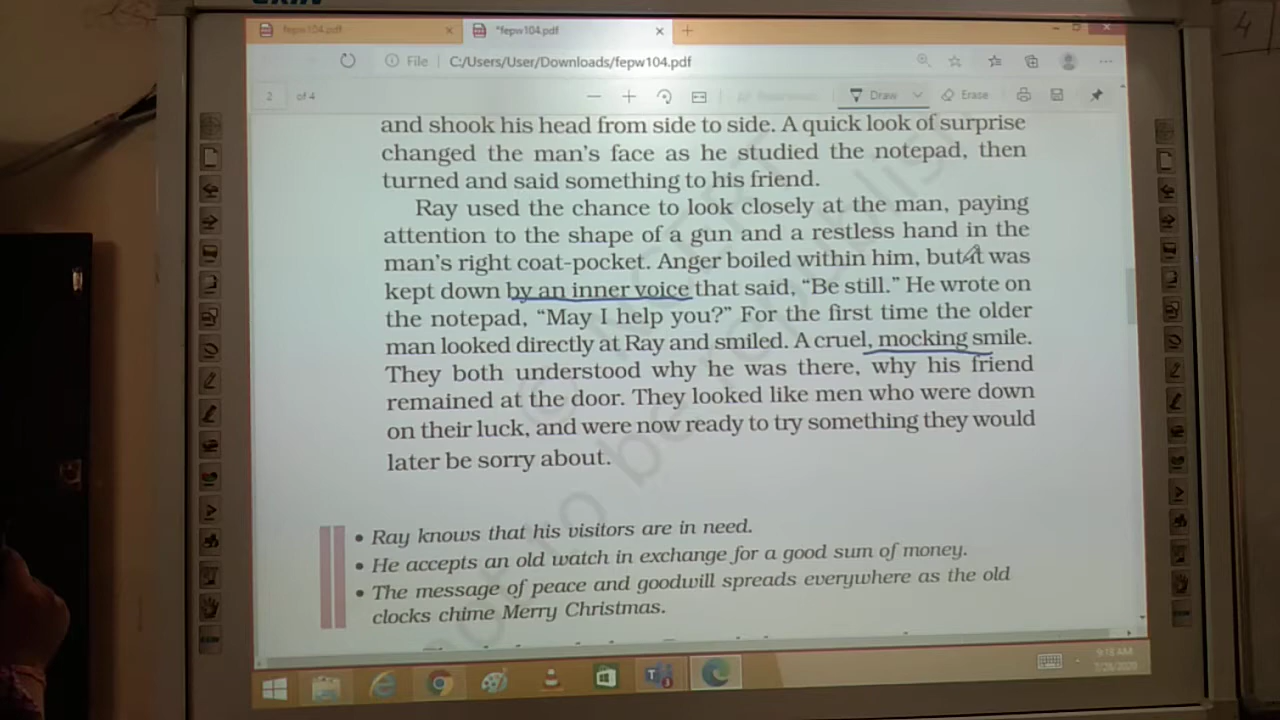 fepw104.pdf
*fepw104.pdf
File
C:/Users/User/Downloads/fepw104.pdf
2 of 4
Draw
Erase
and shook his head from side to side. A quick look of surprise
changed the man's face as he studied the notepad, then
turned and said something to his friend.
Ray used the chance to look closely at the man, paying
attention to the shape of a gun and a restless hand in the
man's right coat-pocket. Anger boiled within him, but it was
kept down by an inner voice that said, “Be still.” He wrote on
the notepad, “May I help you?” For the first time the older
man looked directly at Ray and smiled. A cruel, mocking smile.
They both understood why he was there, why his friend
remained at the door. They looked like men who were down
on their luck, and were now ready to try something they would
later be sorry about.
• Ray knows that his visitors are in need.
• He accepts an old watch in exchange for a good sum of money.
• The message of peace and goodwill spreads everywhere as the old
clocks chime Merry Christmas.
9:18 AM
7/28/2020
4